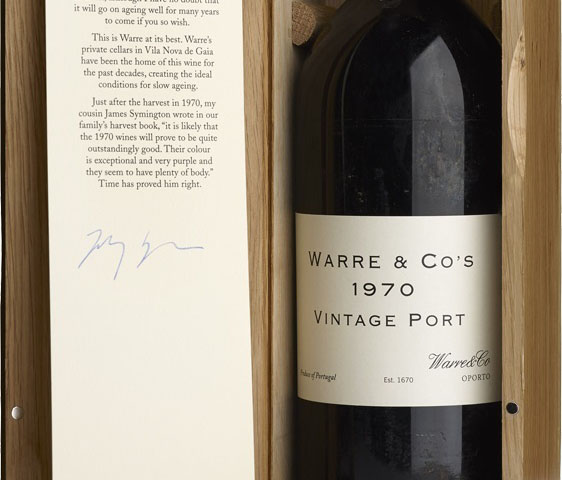 it will go on ageing well for many years
to come if you so wish.
This is Warre at its best. Warre's
private cellars in Vila Nova de Gaia
have been the home of this wine for
the past decades, creating the ideal
conditions for slow ageing.
Just after the harvest in 1970, my
cousin James Symington wrote in our
family's harvest book, "it is likely that
the 1970 wines will prove to be quite
outstandingly good. Their colour
is exceptional and very purple and
they seem to have plenty of body."
Time has proved him right.
WARRE & CO'S
1970
VINTAGE PORT
Warre&Co
of Portugal
Est. 1670
OPORTO